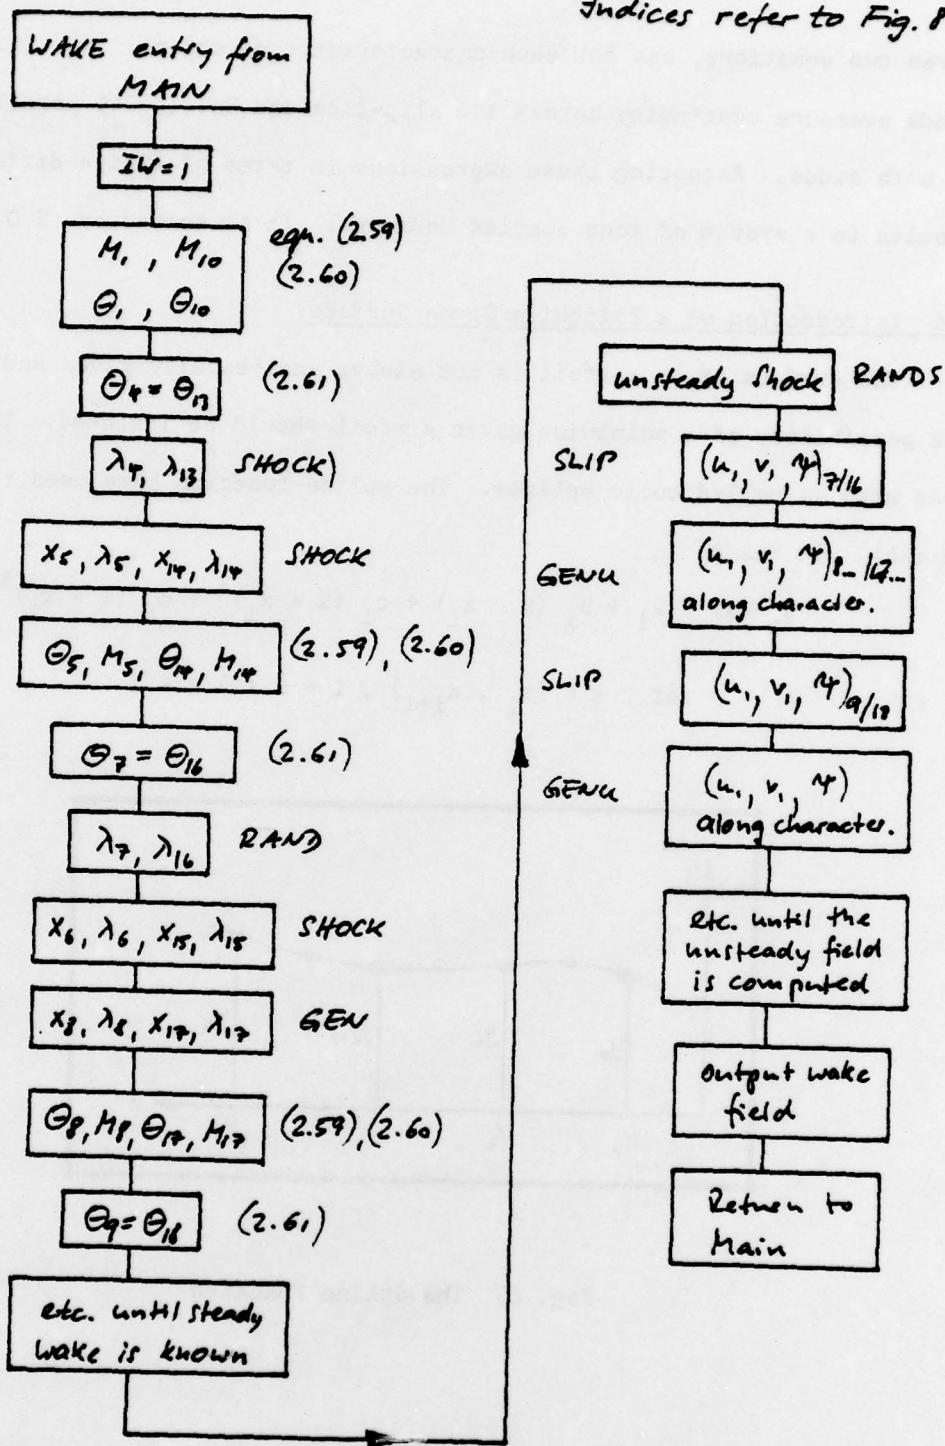 Indices refer to Fig. 8
WAKE entry from
MAIN
IW=1
M₁, M₁₀ eqn. (2.59)
Θ₁, Θ₁₀ (2.60)
Θ₄ = Θ₁₃ (2.61)
λ₄, λ₁₃ SHOCK)
x₅, λ₅, x₁₄, λ₁₄ SHOCK
Θ₅, M₅, Θ₁₄, M₁₄ (2.59), (2.60)
Θ₇ = Θ₁₆ (2.61)
λ₇, λ₁₆ RAND
x₆, λ₆, x₁₅, λ₁₅ SHOCK
x₈, λ₈, x₁₇, λ₁₇ GEN
Θ₈, M₈, Θ₁₇, M₁₇ (2.59), (2.60)
Θ₉ = Θ₁₈ (2.61)
etc. until steady
wake is known
unsteady shock RANDS
SLIP (u₁, v₁, Ψ)₇/₁₆
GENU (u₁, v₁, Ψ)₈…/₁₇…
along character.
SLIP (u₁, v₁, Ψ)₉/₁₈
GENU (u₁, v₁, Ψ)
along character.
etc. until the
unsteady field
is computed
Output wake
field
Return to
Main